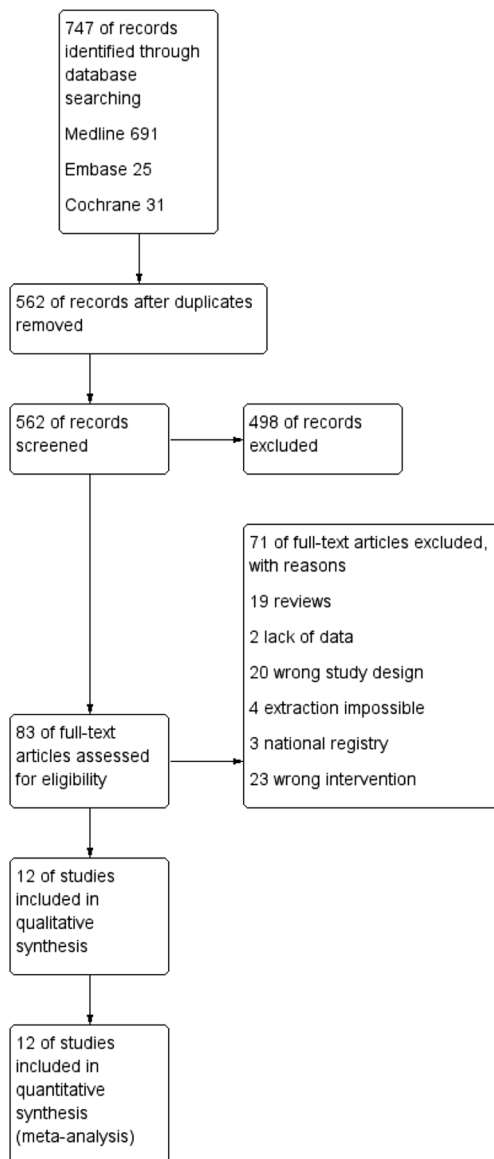 747 of records
identified through
database
searching
Medline 691
Embase 25
Cochrane 31
562 of records after duplicates
removed
562 of records
screened
498 of records
excluded
71 of full-text articles excluded,
with reasons
19 reviews
2 lack of data
20 wrong study design
4 extraction impossible
3 national registry
23 wrong intervention
83 of full-text
articles assessed
for eligibility
12 of studies
included in
qualitative
synthesis
12 of studies
included in
quantitative
synthesis
(meta-analysis)